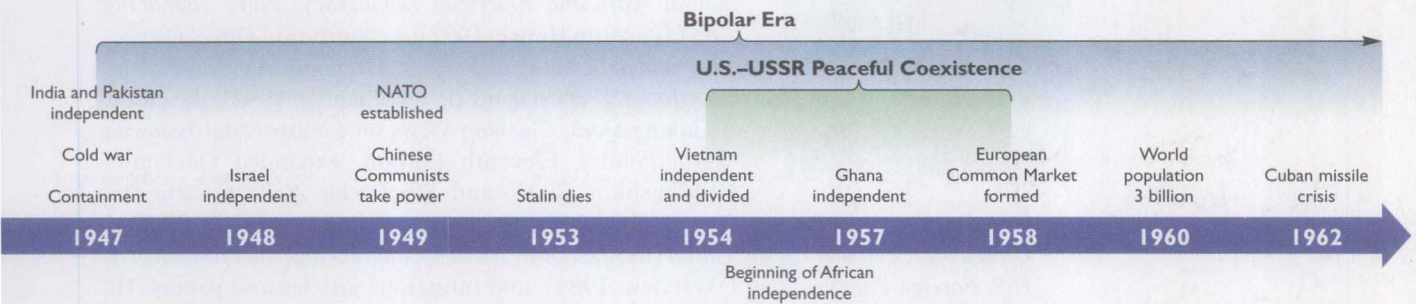 Bipolar Era
U.S.–USSR Peaceful Coexistence
India and Pakistan
independent
Cold war
Containment
Israel
independent
NATO
established
Chinese
Communists
take power
Stalin dies
Vietnam
independent
and divided
Ghana
independent
European
Common Market
formed
World
population
3 billion
Cuban missile
crisis
1947 1948 1949 1953 1954 1957 1958 1960 1962
Beginning of African
independence